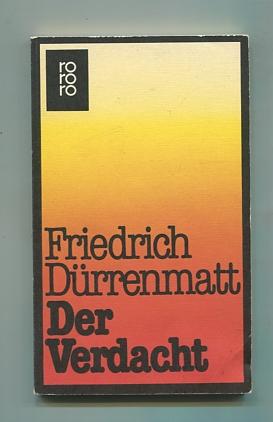 ro
ro
ro
Friedrich
Dürrenmatt
Der
Verdacht